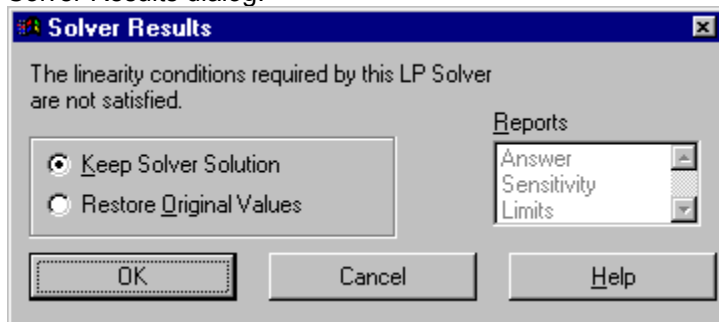 Solver Results dialog.
Solver Results
The linearity conditions required by this LP Solver
are not satisfied.
Reports
Keep Solver Solution
Restore Original Values
Answer
Sensitivity
Limits
OK
Cancel
Help